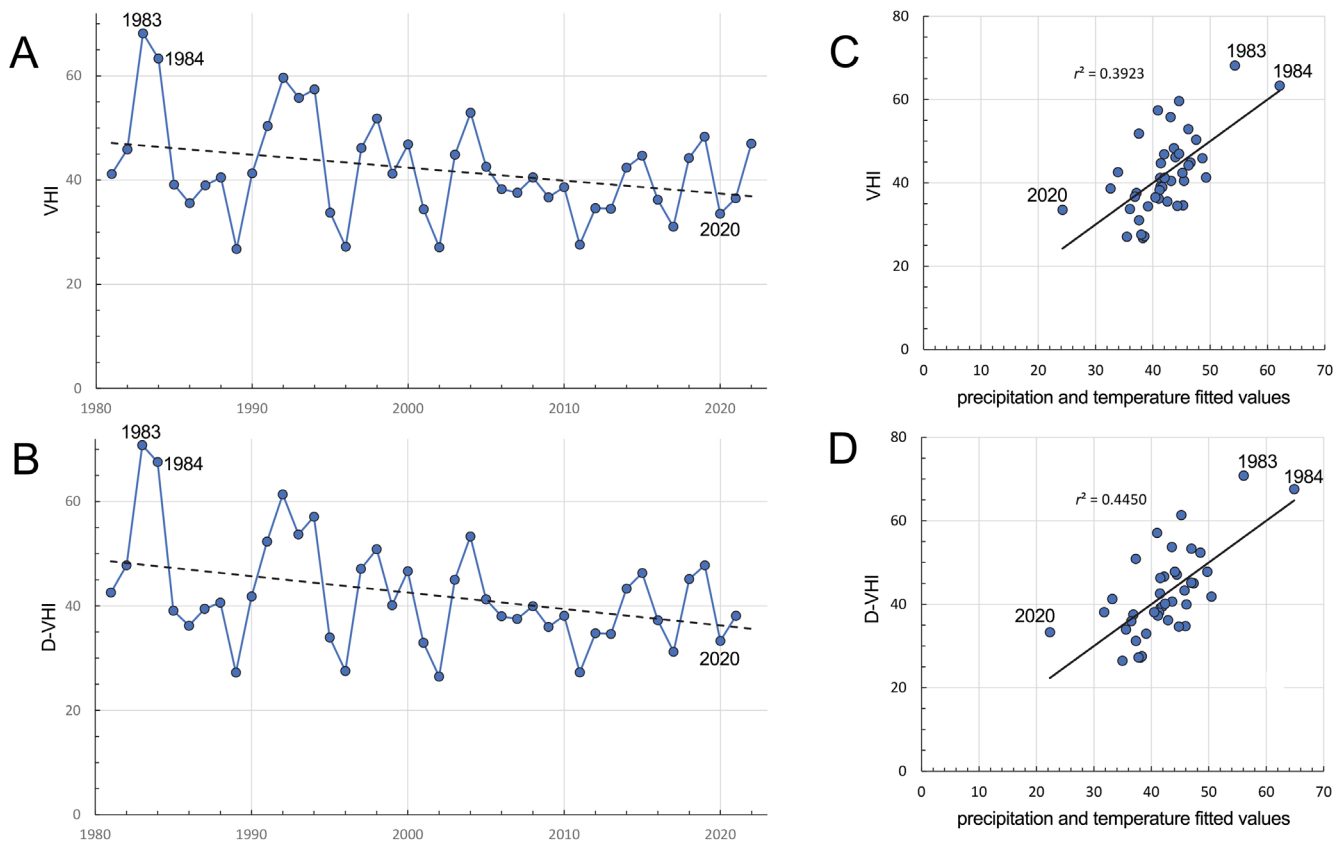 A
1983
1984
2020
VHI
60
40
20
0
1980
1990
2000
2010
2020
B
1983
1984
2020
D-VHI
60
40
20
0
1980
1990
2000
2010
2020
C
r² = 0.3923
1983
1984
2020
VHI
80
60
40
20
0
0 10 20 30 40 50 60 70
precipitation and temperature fitted values
D
r² = 0.4450
1983
1984
2020
D-VHI
80
60
40
20
0
0 10 20 30 40 50 60 70
precipitation and temperature fitted values